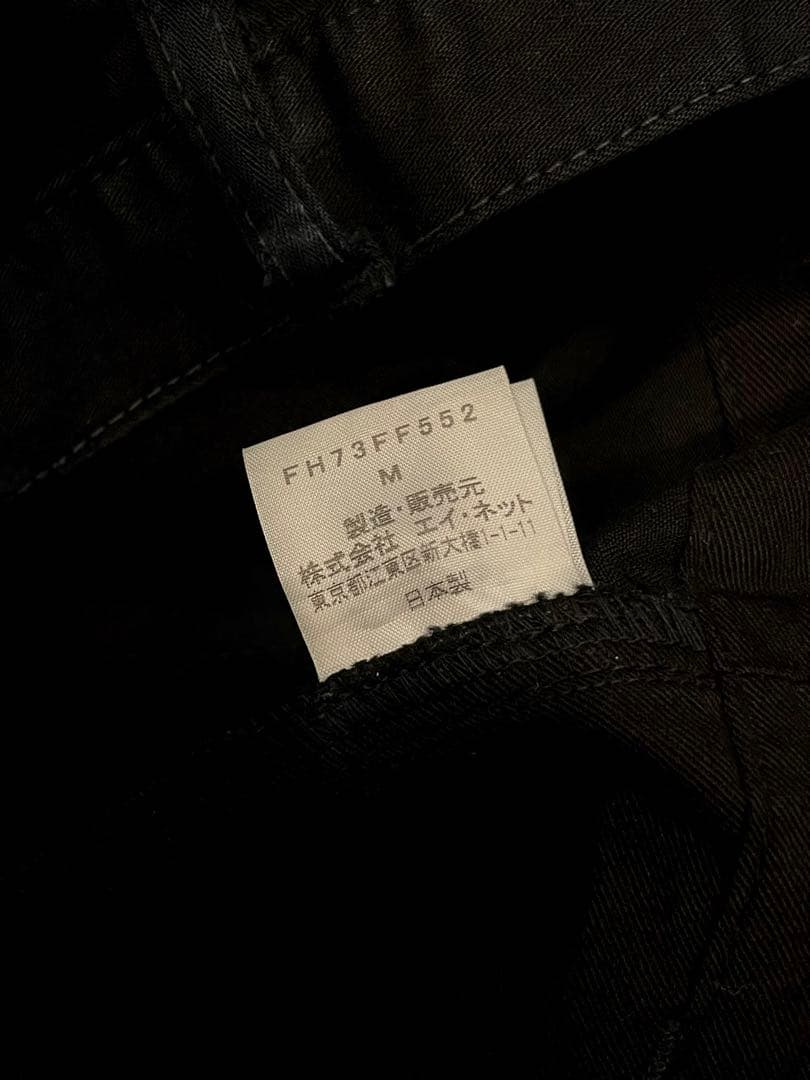 FH73FF552
M
製造・販売元
株式会社 エイ・ネット
東京都江東区新大橋1-1-11
日本製